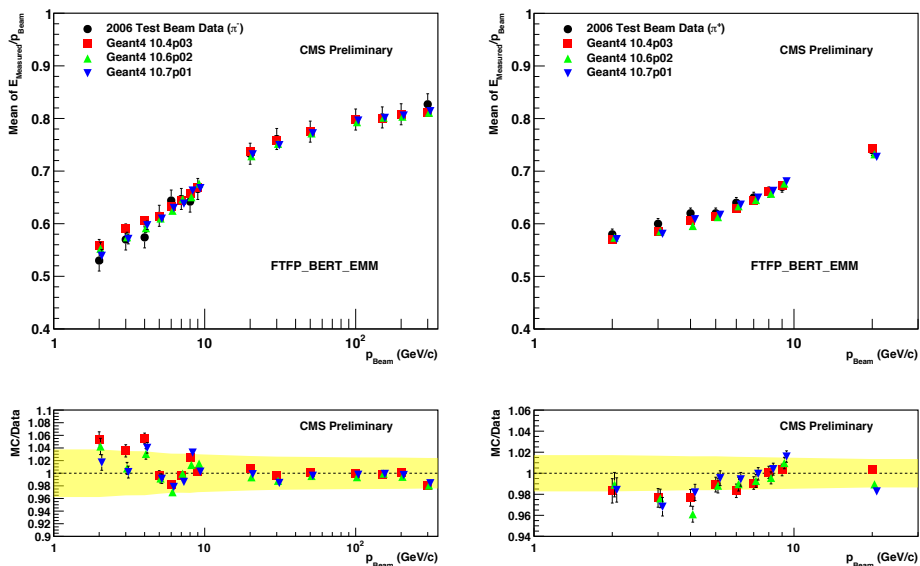 Mean of E_Measured/p_Beam
1
0.9
0.8
0.7
0.6
0.5
0.4
2006 Test Beam Data (π⁻)
Geant4 10.4p03
Geant4 10.6p02
Geant4 10.7p01
CMS Preliminary
FTFP_BERT_EMM
1 10 10²
p_Beam (GeV/c)
Mean of E_Measured/p_Beam
1
0.9
0.8
0.7
0.6
0.5
0.4
2006 Test Beam Data (π⁺)
Geant4 10.4p03
Geant4 10.6p02
Geant4 10.7p01
CMS Preliminary
FTFP_BERT_EMM
1 10
p_Beam (GeV/c)
MC/Data
1.1
1.08
1.06
1.04
1.02
1
0.98
0.96
0.94
0.92
0.9
CMS Preliminary
1 10 10²
p_Beam (GeV/c)
MC/Data
1.06
1.04
1.02
1
0.98
0.96
0.94
CMS Preliminary
1 10
p_Beam (GeV/c)